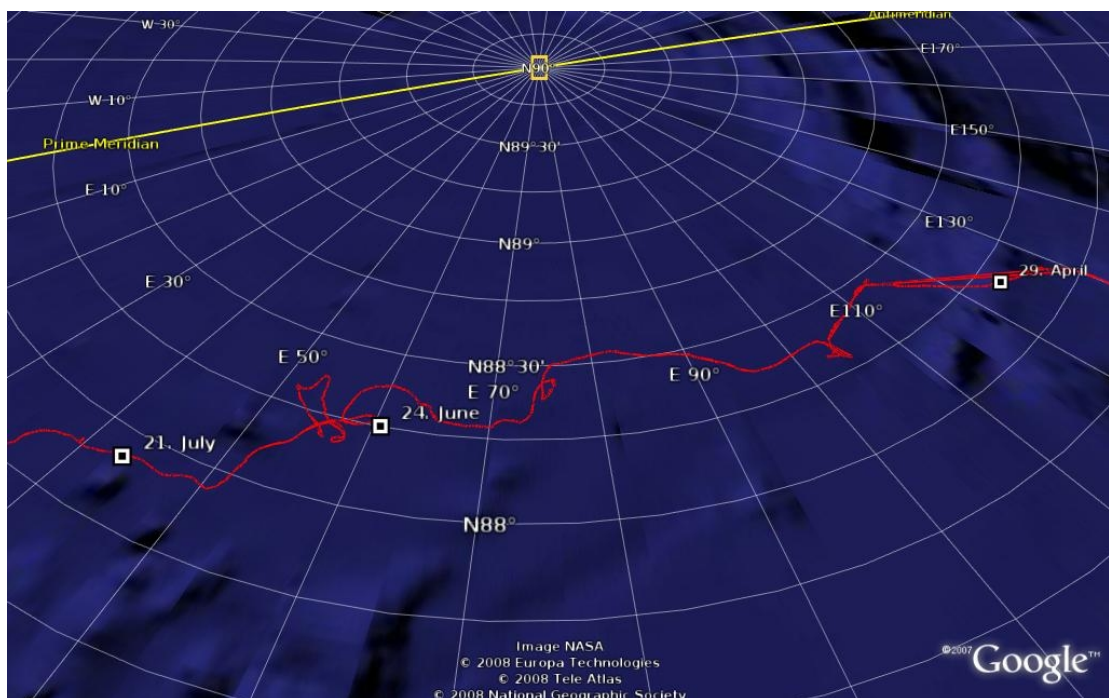 Antimeridian
W 30°
E170°
N90°
W 10°
E150°
Prime Meridian
N89°30'
E 10°
E130°
N89°
29. April
E 30°
E110°
E 50°
N88°30'
E 90°
E 70°
24. June
21. July
N88°
Image NASA
© 2008 Europa Technologies
© 2008 Tele Atlas
© 2008 National Geographic Society
©2007 Google™